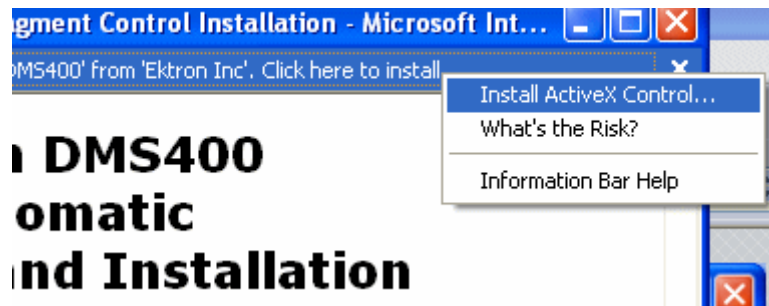 gment Control Installation - Microsoft Int...
DMS400' from 'Ektron Inc'. Click here to install
Install ActiveX Control...
What's the Risk?
Information Bar Help
DMS400
omatic
nd Installation